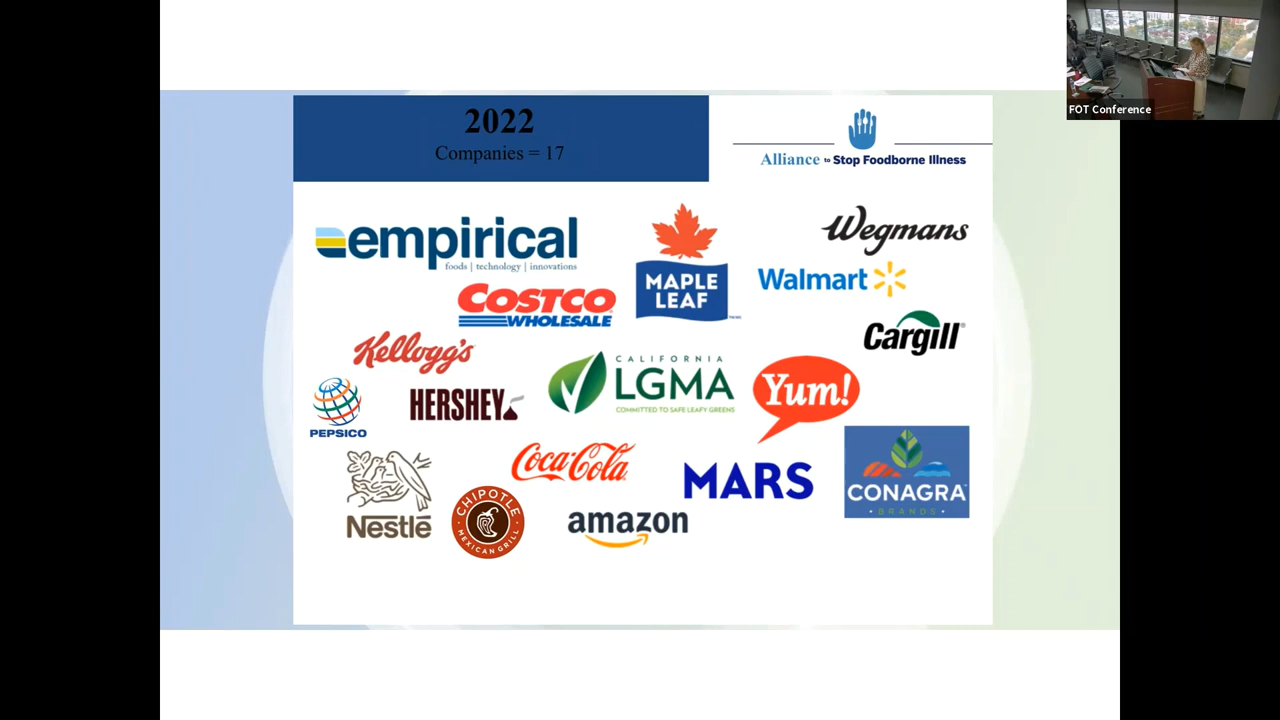 FOT Conference
2022
Companies = 17
Alliance to Stop Foodborne Illness
empirical
foods | technology | innovations
MAPLE
LEAF
Wegmans
Walmart
COSTCO
WHOLESALE
Cargill
Kellogg's
CALIFORNIA
LGMA
COMMITTED TO SAFE LEAFY GREENS
Yum!
PEPSICO
HERSHEY
Nestlé
Coca-Cola
MARS
CONAGRA
BRANDS
CHIPOTLE
MEXICAN GRILL
amazon